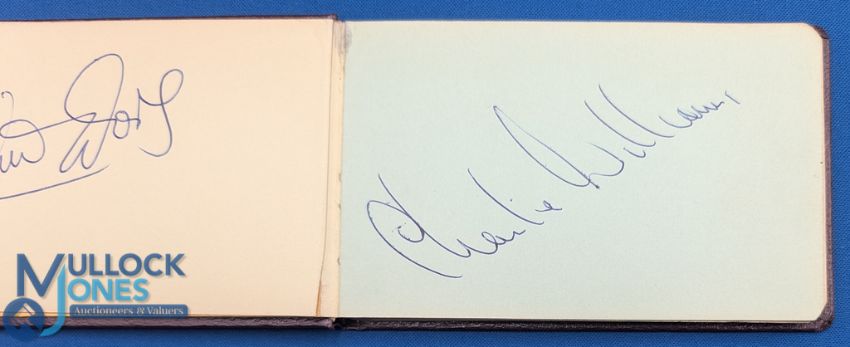 Charlie Williams
MULLOCK
JONES
Auctioneers & Valuers